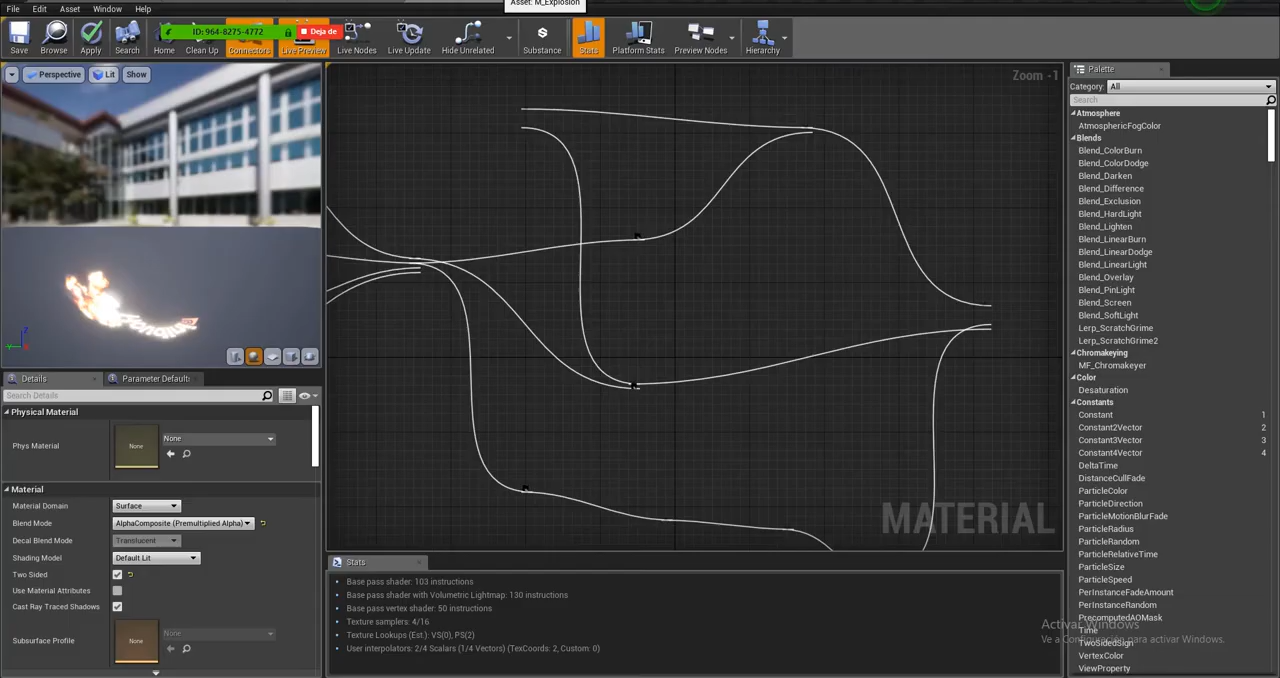 Asset: M_Explosion
File Edit Asset Window Help
ID: 964-8275-4772 Deja de
Save Browse Apply Search Home Clean Up Connectors Live Preview Live Nodes Live Update Hide Unrelated Substance Stats Platform Stats Preview Nodes Hierarchy
Perspective Lit Show
Zoom -1
Palette
Category: All
Search
Atmosphere
AtmosphericFogColor
Blends
Blend_ColorBurn
Blend_ColorDodge
Blend_Darken
Blend_Difference
Blend_Exclusion
Blend_HardLight
Blend_Lighten
Blend_LinearBurn
Blend_LinearDodge
Blend_LinearLight
Blend_Overlay
Blend_PinLight
Blend_Screen
Blend_SoftLight
Lerp_ScratchGrime
Lerp_ScratchGrime2
Chromakeying
MF_Chromakeyer
Color
Desaturation
Constants
Constant 1
Constant2Vector 2
Constant3Vector 3
Constant4Vector 4
DeltaTime
DistanceCullFade
ParticleColor
ParticleDirection
ParticleMotionBlurFade
ParticleRadius
ParticleRandom
ParticleRelativeTime
ParticleSize
ParticleSpeed
PerInstanceFadeAmount
PerInstanceRandom
PrecomputedAOMask
Time
TwoSidedSign
VertexColor
ViewProperty
Activar Windows
Ve a Configuración para activar Windows.
MATERIAL
Details Parameter Default:
Search Details
Physical Material
Phys Material None None
Material
Material Domain Surface
Blend Mode AlphaComposite (Premultiplied Alpha)
Decal Blend Mode Translucent
Shading Model Default Lit
Two Sided
Use Material Attributes
Cast Ray Traced Shadows
Subsurface Profile None None
Stats
Base pass shader: 103 instructions
Base pass shader with Volumetric Lightmap: 130 instructions
Base pass vertex shader: 50 instructions
Texture samplers: 4/16
Texture Lookups (Est.): VS(0), PS(2)
User interpolators: 2/4 Scalars (1/4 Vectors) (TexCoords: 2, Custom: 0)